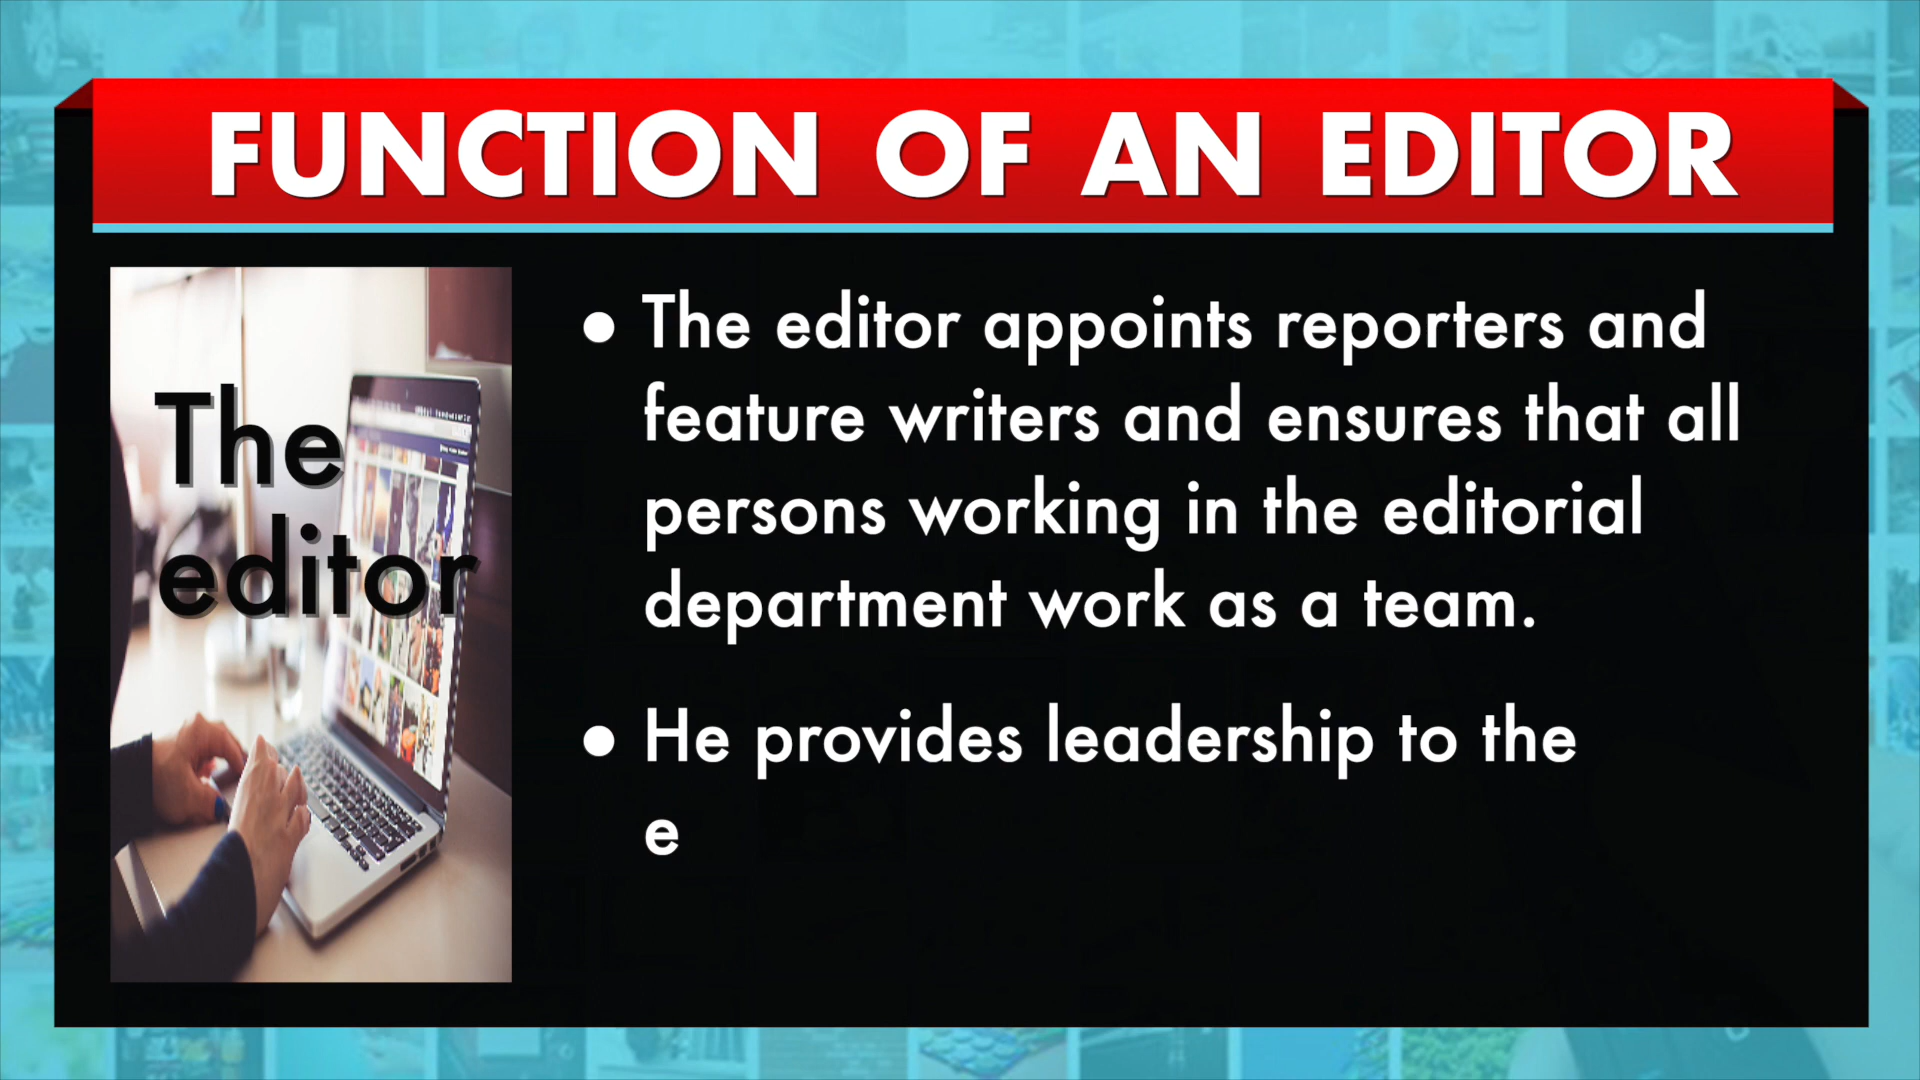 FUNCTION OF AN EDITOR
The
editor
● The editor appoints reporters and
feature writers and ensures that all
persons working in the editorial
department work as a team.
● He provides leadership to the
e